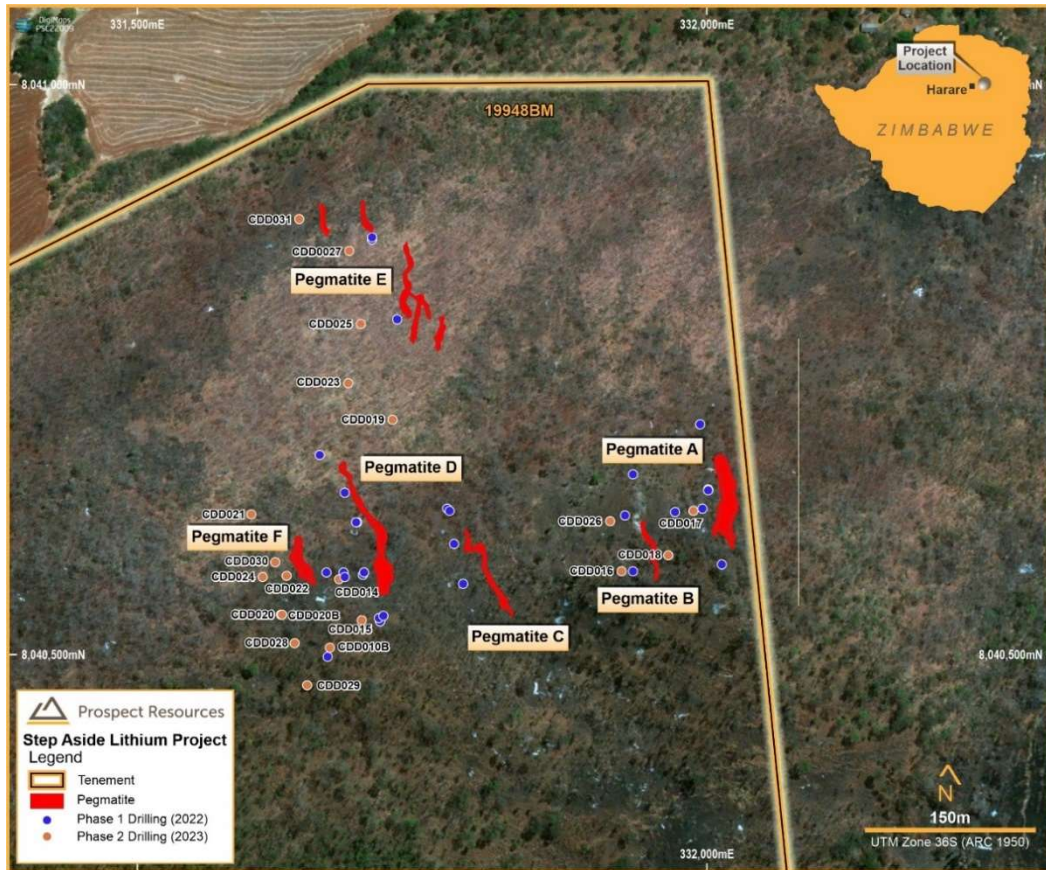 DigiMaps
331,500mE
332,000mE
8,041,000mN
19948BM
Project
Location
Harare
ZIMBABWE
mN
CDD031
CDD0027
Pegmatite E
CDD025
CDD023
CDD019
Pegmatite D
Pegmatite A
CDD021
CDD026
CDD017
Pegmatite F
CDD030
CDD018
CDD024
CDD022
CDD014
CDD016
Pegmatite B
CDD020
CDD020B
CDD015
Pegmatite C
CDD028
CDD010B
8,040,500mN
8,040,500mN
CDD029
Prospect Resources
Step Aside Lithium Project
Legend
Tenement
Pegmatite
Phase 1 Drilling (2022)
Phase 2 Drilling (2023)
N
150m
UTM Zone 36S (ARC 1950)
332,000mE